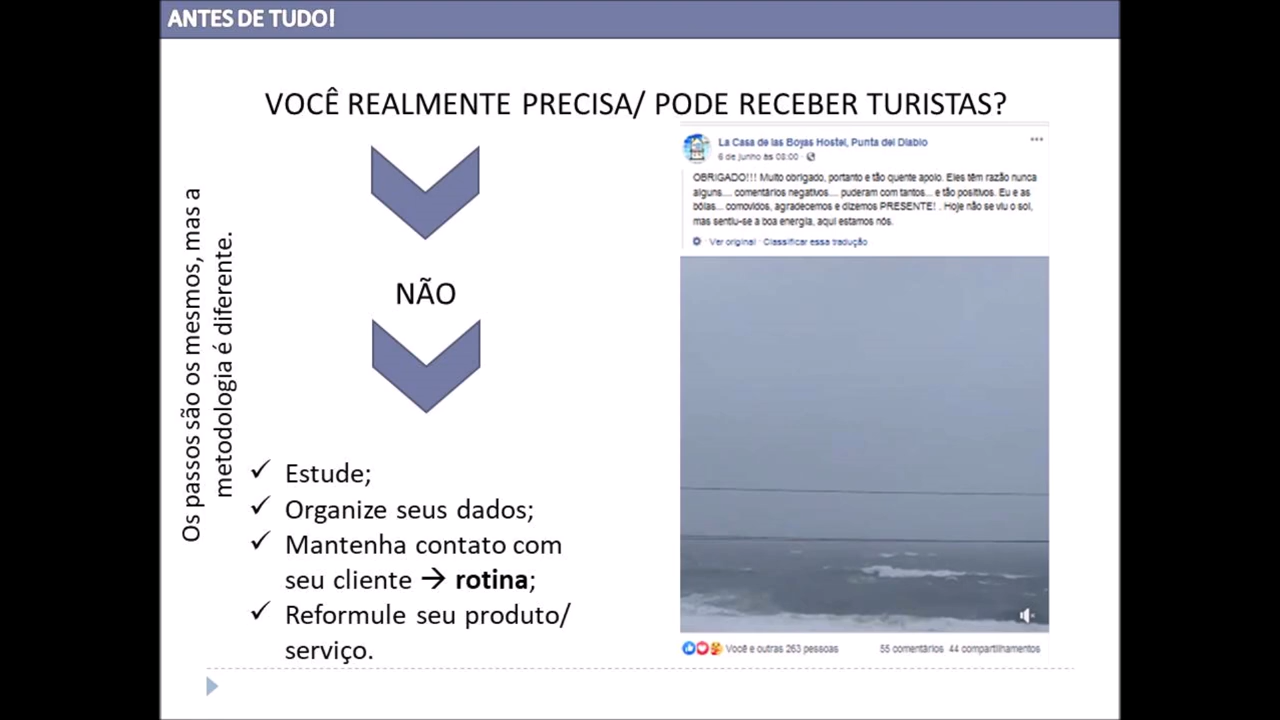 ANTES DE TUDO!
VOCÊ REALMENTE PRECISA/ PODE RECEBER TURISTAS?
Os passos são os mesmos, mas a
metodologia é diferente.
NÃO
✓ Estude;
✓ Organize seus dados;
✓ Mantenha contato com
seu cliente → rotina;
✓ Reformule seu produto/
serviço.
La Casa de las Boyas Hostel, Punta del Diablo
6 de junho às 08:00 ·
OBRIGADO!!! Muito obrigado, portanto e tão quente apoio. Eles têm razão nunca
alguns.... comentários negativos.... puderam com tantos... e tão positivos. Eu e as
bóias... comovidos, agradecemos e dizemos PRESENTE! . Hoje não se viu o sol,
mas sentiu-se a boa energia, aqui estamos nós.
Ver original · Classificar essa tradução
Você e outras 263 pessoas
55 comentários 44 compartilhamentos